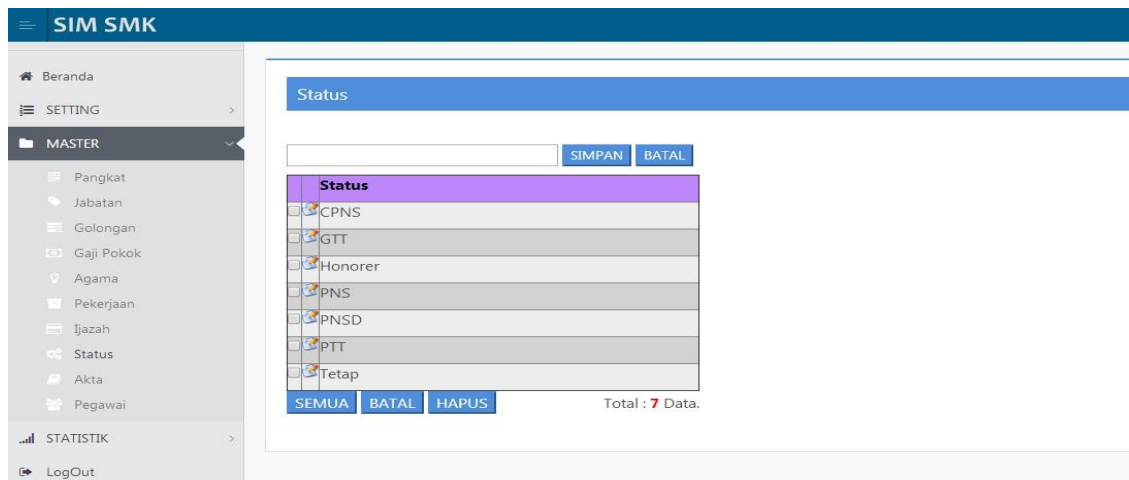 SIM SMK
Beranda
SETTING
MASTER
Pangkat
Jabatan
Golongan
Gaji Pokok
Agama
Pekerjaan
Ijazah
Status
Akta
Pegawai
STATISTIK
LogOut
Status
SIMPAN BATAL
Status
CPNS
GTT
Honorer
PNS
PNSD
PTT
Tetap
SEMUA BATAL HAPUS Total : 7 Data.